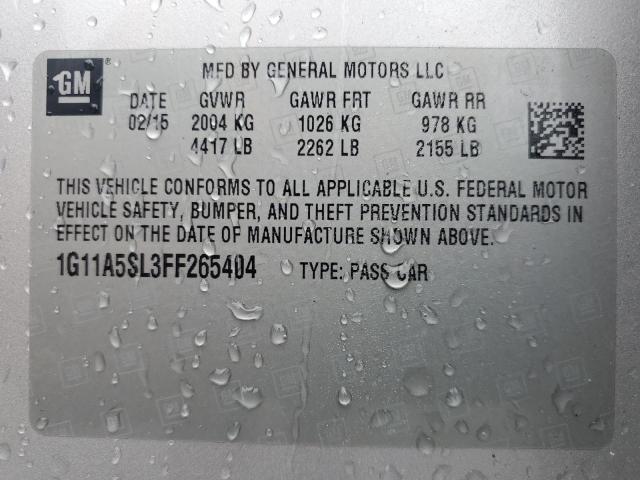 GM ® MFD BY GENERAL MOTORS LLC
DATE GVWR GAWR FRT GAWR RR
02/15 2004 KG 1026 KG 978 KG
4417 LB 2262 LB 2155 LB
THIS VEHICLE CONFORMS TO ALL APPLICABLE U.S. FEDERAL MOTOR
VEHICLE SAFETY, BUMPER, AND THEFT PREVENTION STANDARDS IN
EFFECT ON THE DATE OF MANUFACTURE SHOWN ABOVE.
1G11A5SL3FF265404 TYPE: PASS CAR